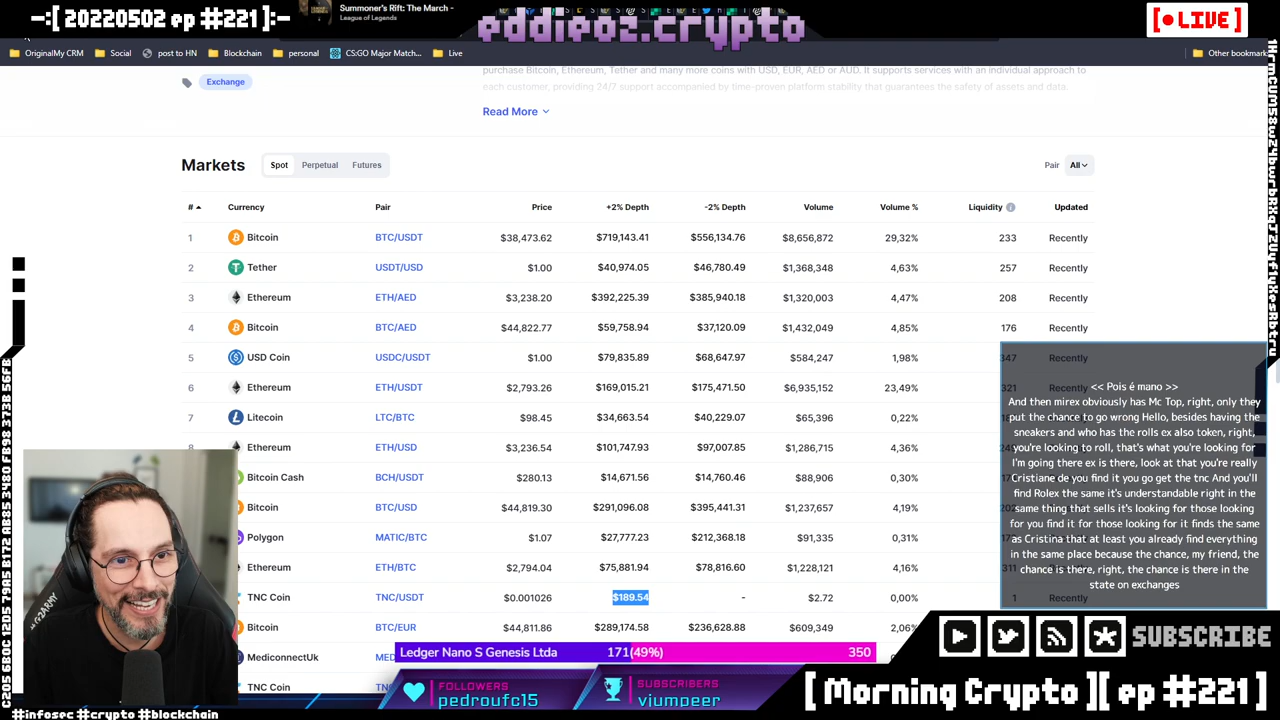 –:[ 20220502 ep #221 ]:–
Summoner's Rift: The March -
League of Legends
eddieoz.crypto
[ • LIVE ]
OriginalMy CRM
Social
post to HN
Blockchain
personal
CS:GO Major Match...
Live
Other bookmark
purchase Bitcoin, Ethereum, Tether and many more coins with USD, EUR, AED or AUD. It supports services with an individual approach to
each customer, providing 24/7 support accompanied by time-proven platform stability that guarantees the safety of assets and data.
Exchange
Read More
Markets Spot Perpetual Futures Pair All
# Currency Pair Price +2% Depth -2% Depth Volume Volume % Liquidity Updated
1 Bitcoin BTC/USDT $38,473.62 $719,143.41 $556,134.76 $8,656,872 29,32% 233 Recently
2 Tether USDT/USD $1.00 $40,974.05 $46,780.49 $1,368,348 4,63% 257 Recently
3 Ethereum ETH/AED $3,238.20 $392,225.39 $385,940.18 $1,320,003 4,47% 208 Recently
4 Bitcoin BTC/AED $44,822.77 $59,758.94 $37,120.09 $1,432,049 4,85% 176 Recently
5 USD Coin USDC/USDT $1.00 $79,835.89 $68,647.97 $584,247 1,98% 347 Recently
6 Ethereum ETH/USDT $2,793.26 $169,015.21 $175,471.50 $6,935,152 23,49% 321 Recently
7 Litecoin LTC/BTC $98.45 $34,663.54 $40,229.07 $65,396 0,22%
8 Ethereum ETH/USD $3,236.54 $101,747.93 $97,007.85 $1,286,715 4,36%
Bitcoin Cash BCH/USDT $280.13 $14,671.56 $14,760.46 $88,906 0,30%
Bitcoin BTC/USD $44,819.30 $291,096.08 $395,441.31 $1,237,657 4,19%
Polygon MATIC/BTC $1.07 $27,777.23 $212,368.18 $91,335 0,31%
Ethereum ETH/BTC $2,794.04 $75,881.94 $78,816.60 $1,228,121 4,16%
TNC Coin TNC/USDT $0.001026 $189.54 - $2.72 0,00% 1 Recently
Bitcoin BTC/EUR $44,811.86 $289,174.58 $236,628.88 $609,349 2,06%
MediconnectUk MED
TNC Coin TN
<< Pois é mano >>
And then mirex obviously has Mc Top, right, only they
put the chance to go wrong Hello, besides having the
sneakers and who has the rolls ex also token, right,
you're looking to roll, that's what you're looking for
I'm going there ex is there, look at that you're really
Cristiane de you find it you go get the tnc And you'll
find Rolex the same it's understandable right in the
same thing that sells it's looking for those looking
for you find it for those looking for it finds the same
as Cristina that at least you already find everything
in the same place because the chance, my friend, the
chance is there, right, the chance is there in the
state on exchanges
Ledger Nano S Genesis Ltda 171(49%) 350
FOLLOWERS
pedroufc15
SUBSCRIBERS
vjumpeer
SUBSCRIBE
[ Morning Crypto ][ ep #221 ]
#infosec #crypto #blockchain